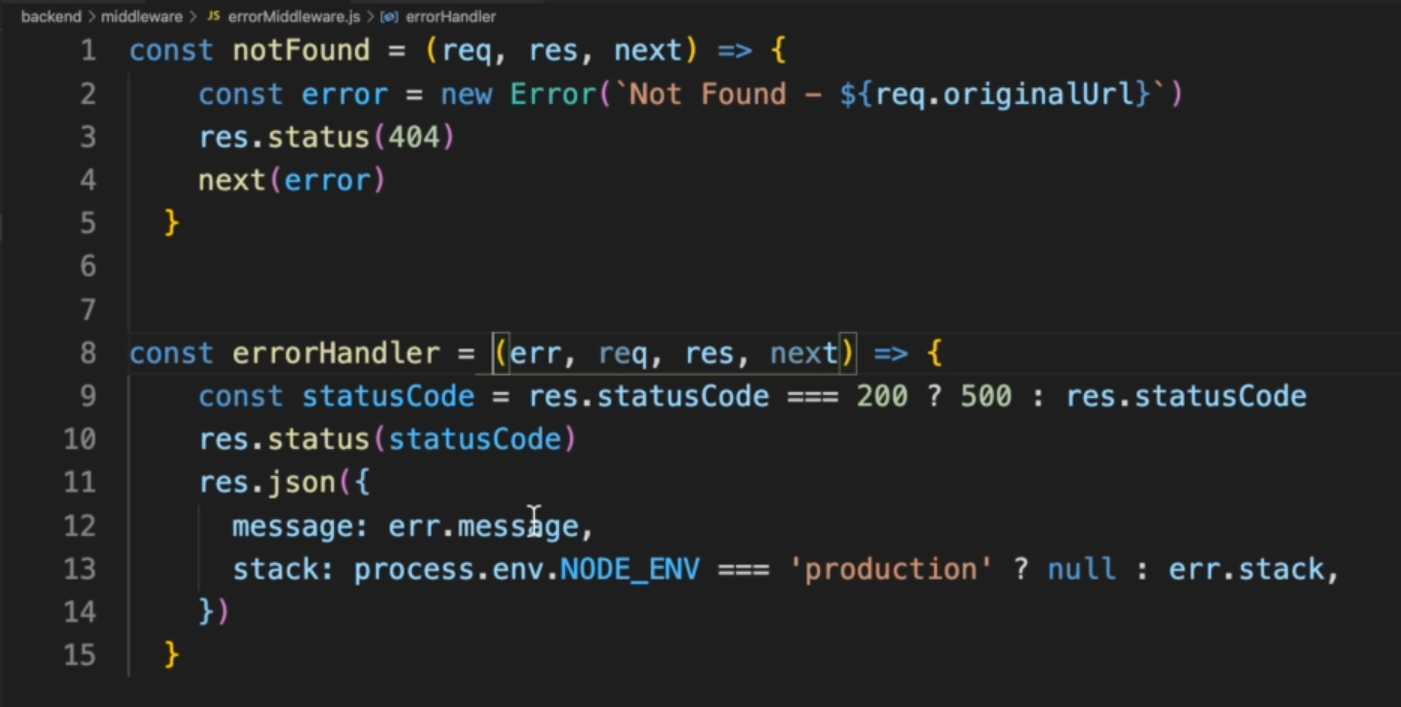 backend > middleware > JS errorMiddleware.js > errorHandler
1 const notFound = (req, res, next) => {
2     const error = new Error(`Not Found - ${req.originalUrl}`)
3     res.status(404)
4     next(error)
5   }
6
7
8 const errorHandler = (err, req, res, next) => {
9     const statusCode = res.statusCode === 200 ? 500 : res.statusCode
10     res.status(statusCode)
11     res.json({
12       message: err.message,
13       stack: process.env.NODE_ENV === 'production' ? null : err.stack,
14     })
15   }